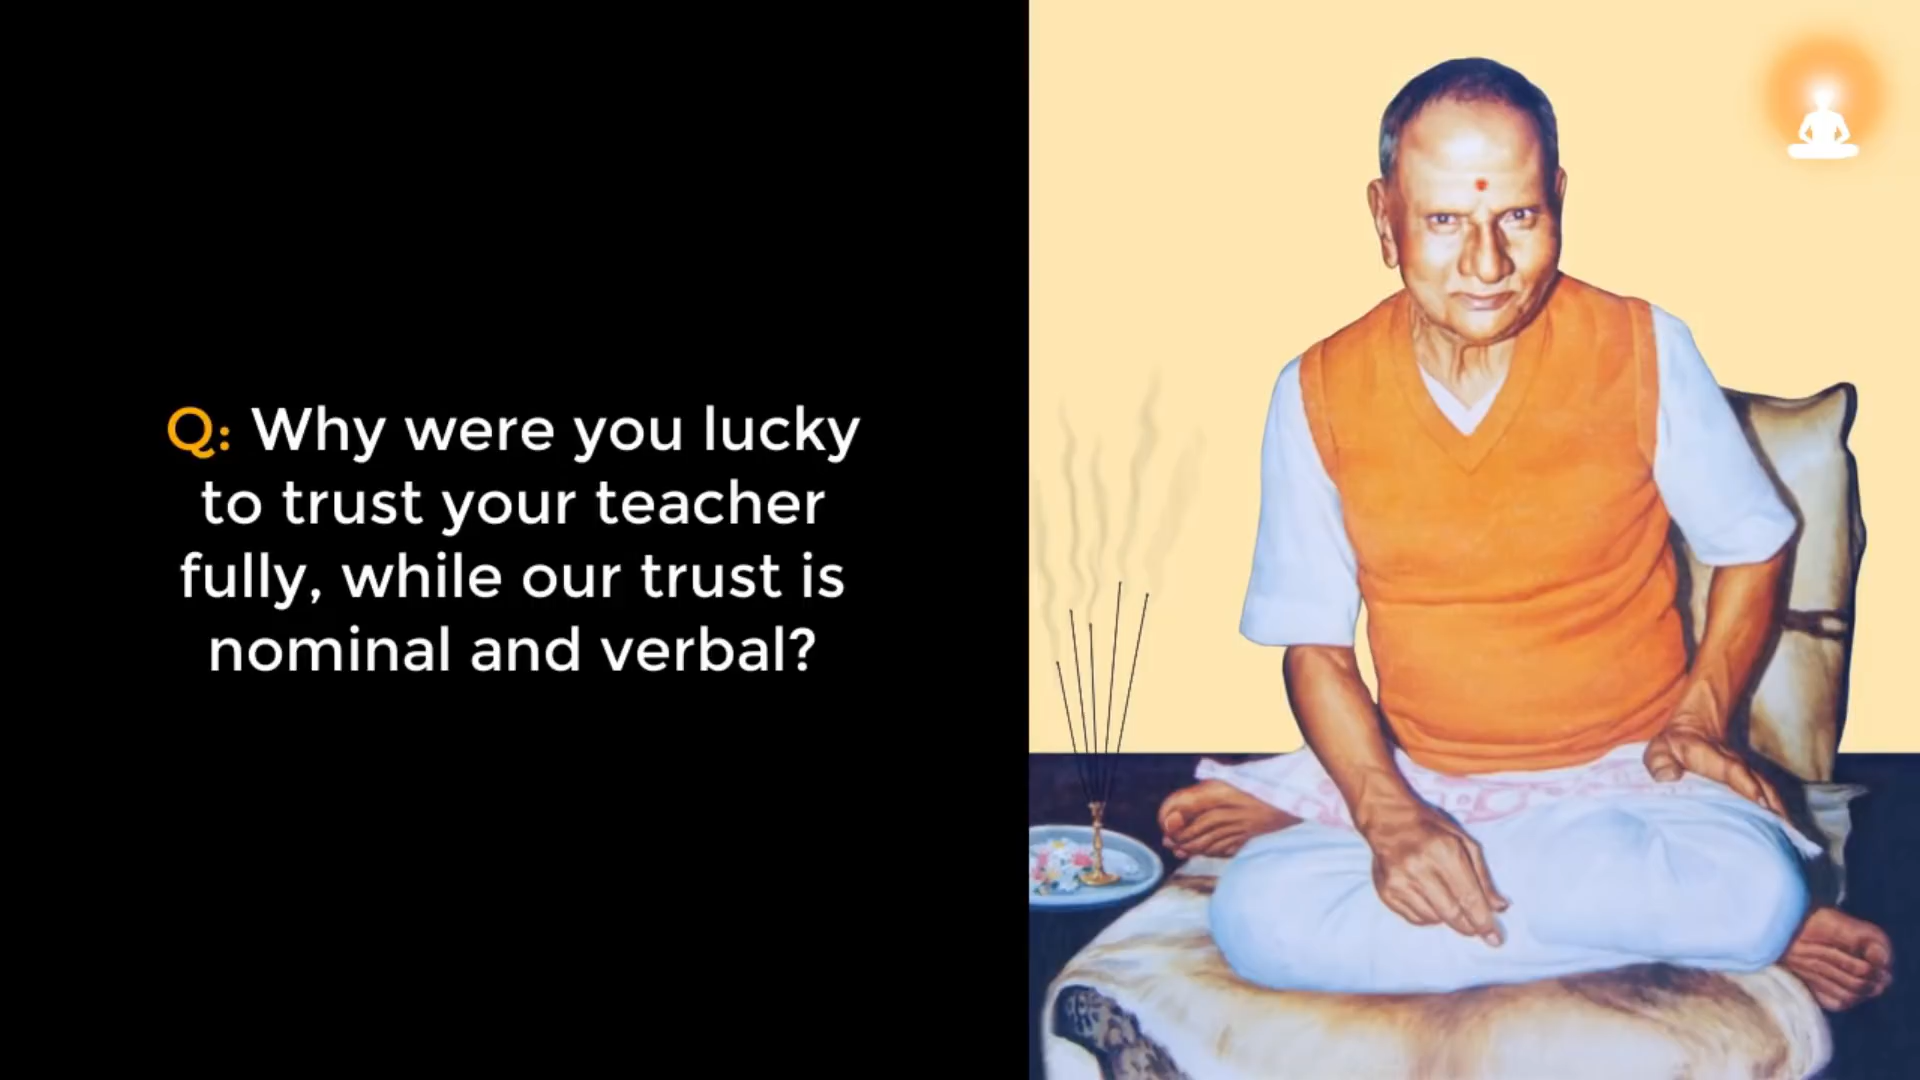 Q: Why were you lucky
to trust your teacher
fully, while our trust is
nominal and verbal?